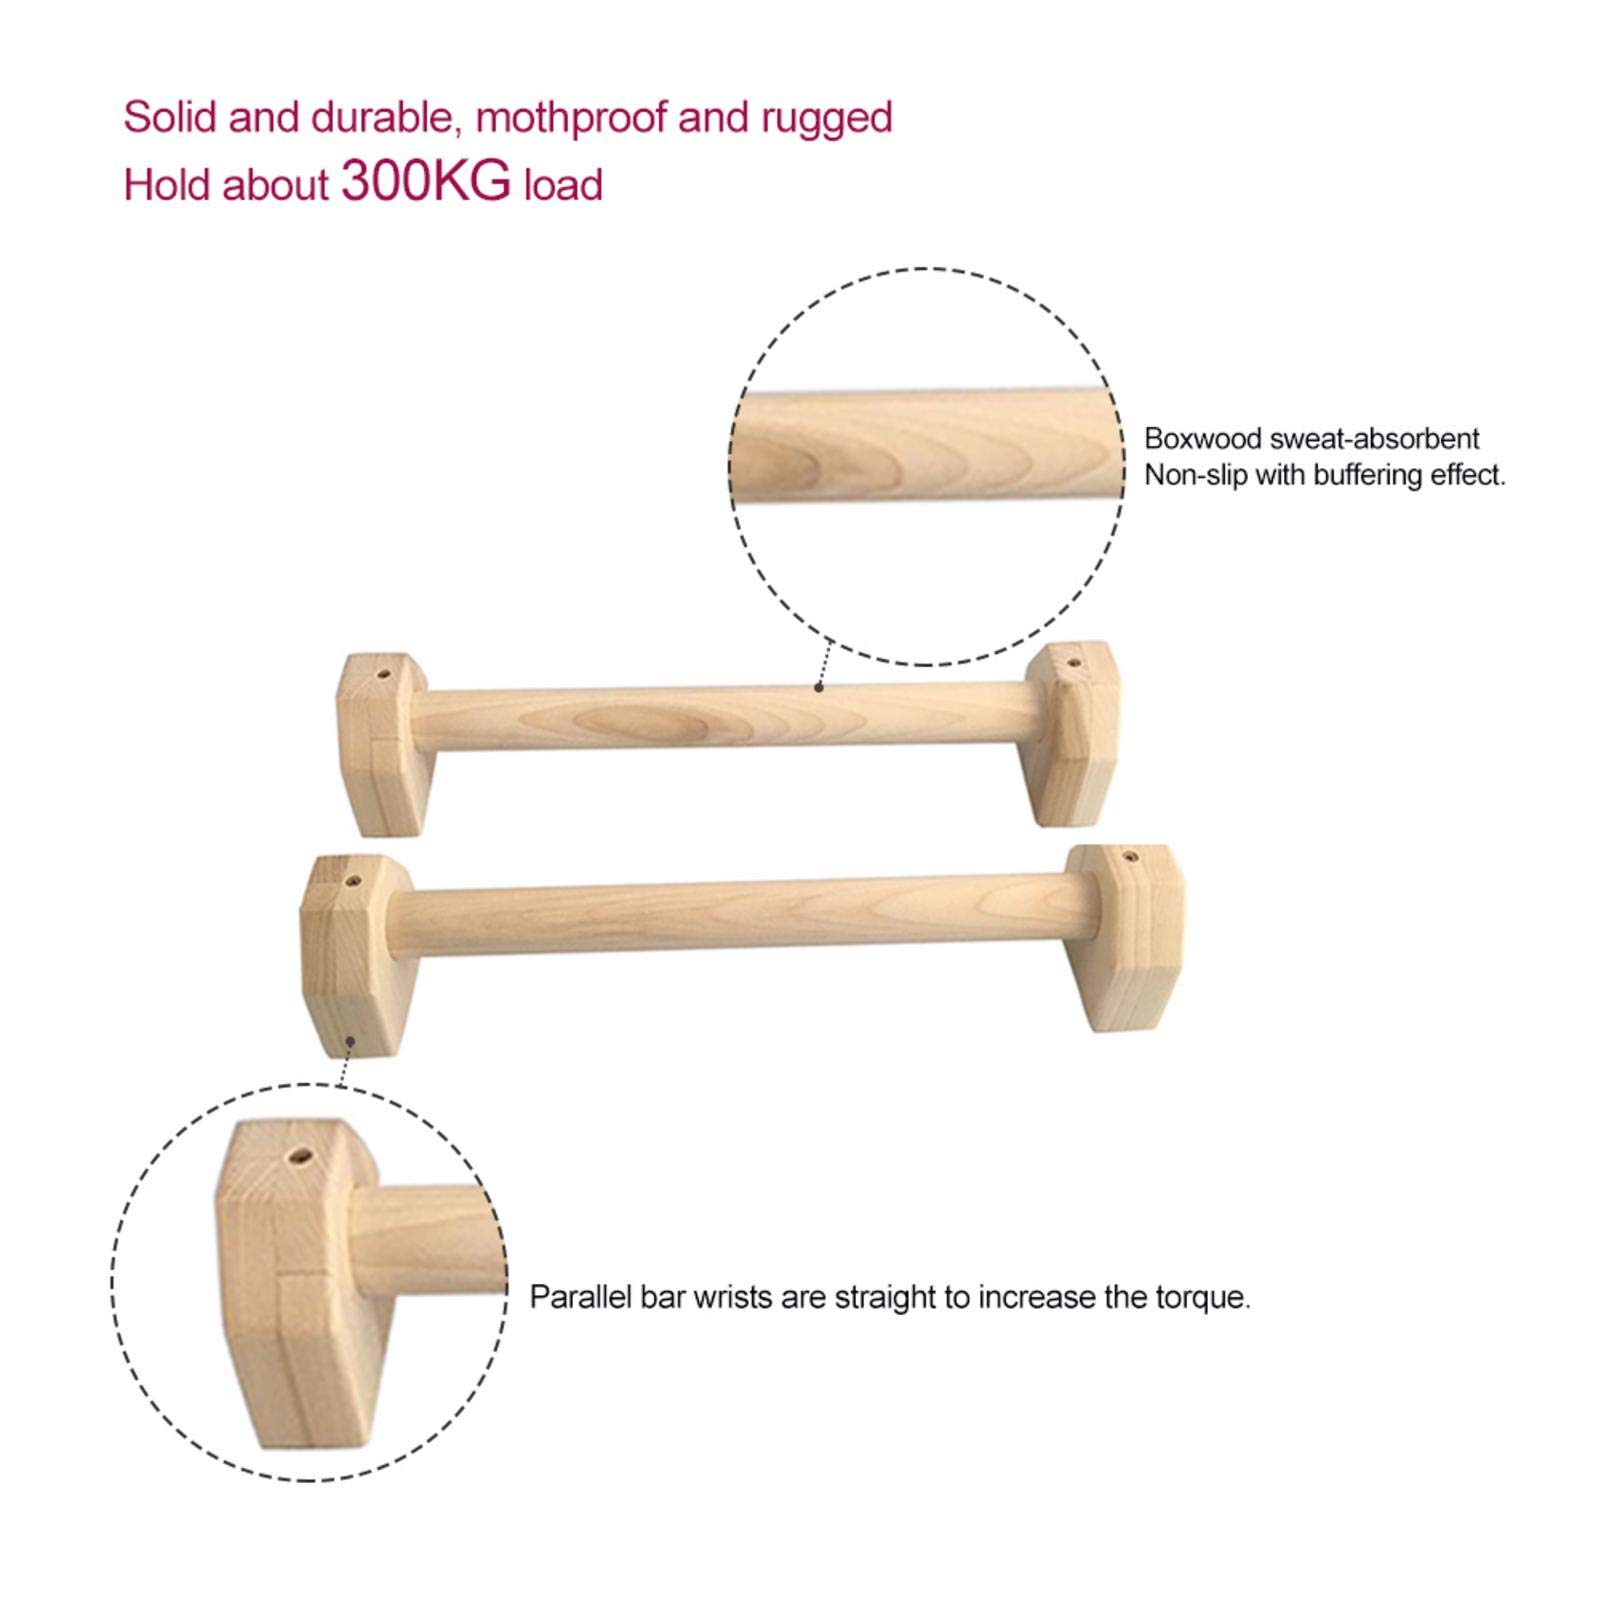 Solid and durable, mothproof and rugged
Hold about 300KG load
Boxwood sweat-absorbent
Non-slip with buffering effect.
Parallel bar wrists are straight to increase the torque.